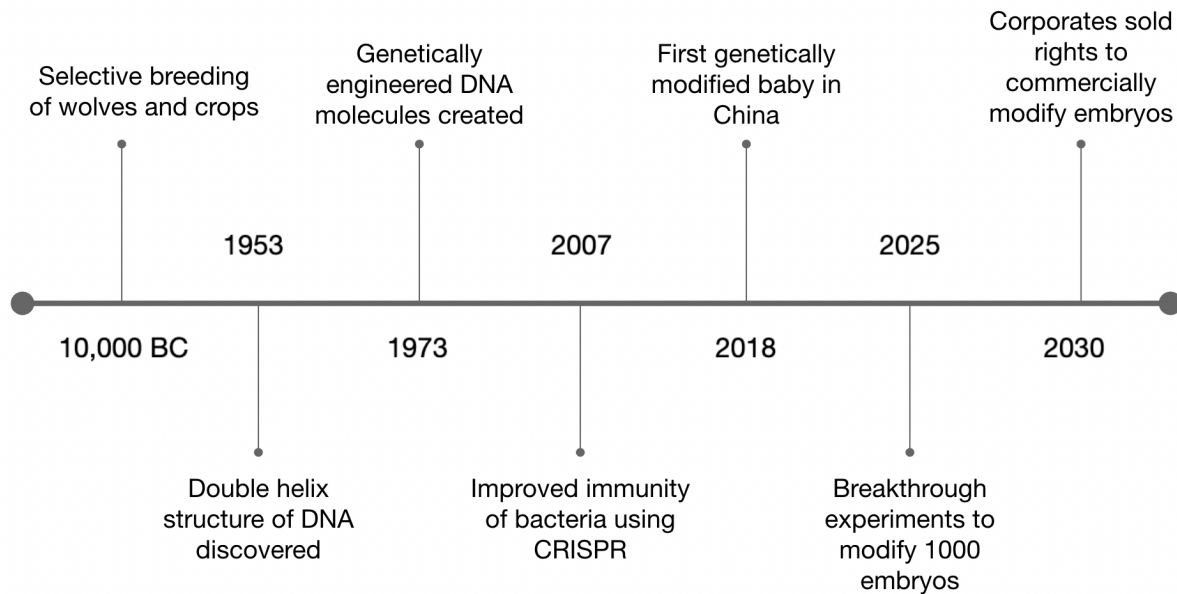 Selective breeding
of wolves and crops
10,000 BC
1953
Double helix
structure of DNA
discovered
Genetically
engineered DNA
molecules created
1973
2007
Improved immunity
of bacteria using
CRISPR
First genetically
modified baby in
China
2018
2025
Breakthrough
experiments to
modify 1000
embryos
Corporates sold
rights to
commercially
modify embryos
2030